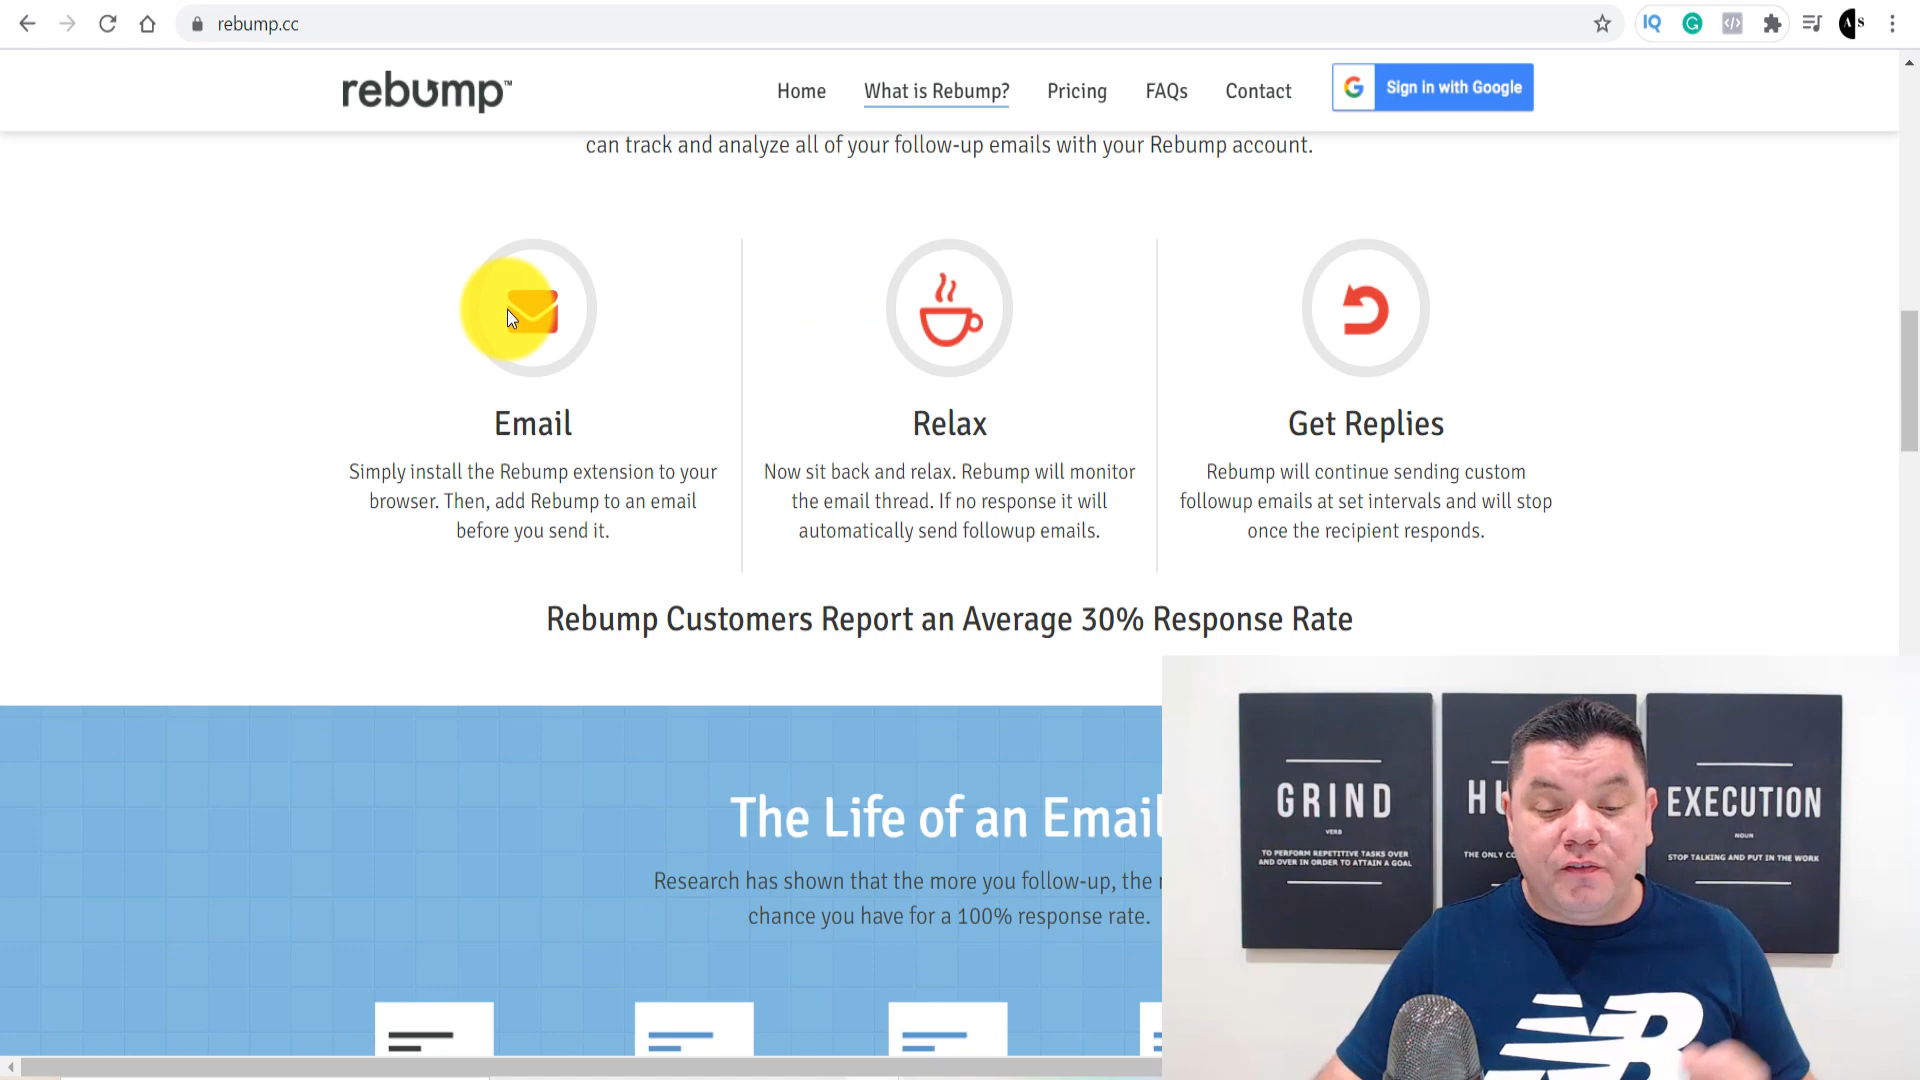 rebump.cc
IQ
A S
rebump™
Home
What is Rebump?
Pricing
FAQs
Contact
Sign in with Google
can track and analyze all of your follow-up emails with your Rebump account.
Email
Simply install the Rebump extension to your
browser. Then, add Rebump to an email
before you send it.
Relax
Now sit back and relax. Rebump will monitor
the email thread. If no response it will
automatically send followup emails.
Get Replies
Rebump will continue sending custom
followup emails at set intervals and will stop
once the recipient responds.
Rebump Customers Report an Average 30% Response Rate
The Life of an Email
Research has shown that the more you follow-up, the
chance you have for a 100% response rate.
GRIND
VERB
TO PERFORM REPETITIVE TASKS OVER
AND OVER IN ORDER TO ATTAIN A GOAL
THE ONLY
EXECUTION
NOUN
STOP TALKING AND PUT IN THE WORK